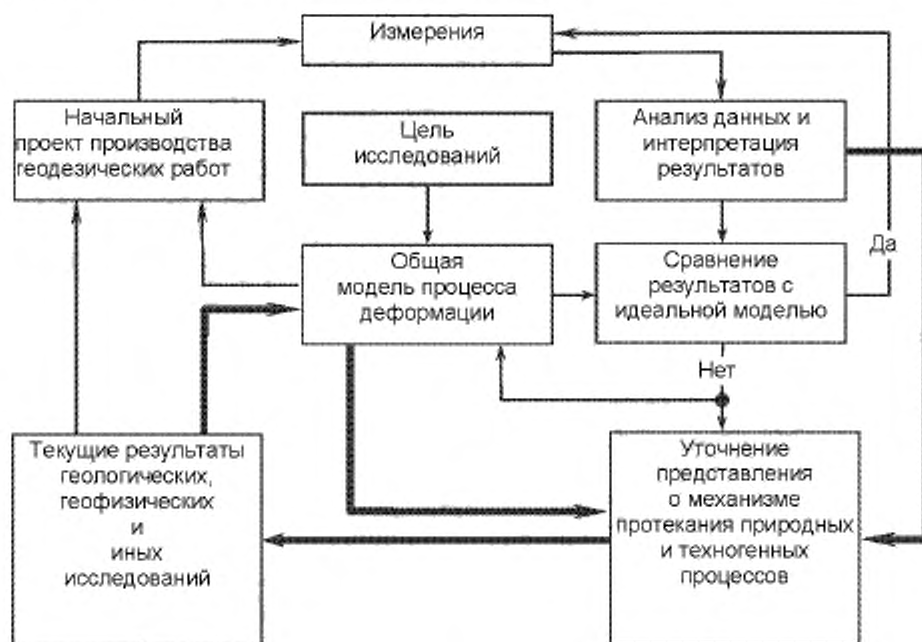 Измерения
Начальный
проект производства
геодезических работ
Цель
исследований
Анализ данных и
интерпретация
результатов
Да
Общая
модель процесса
деформации
Сравнение
результатов с
идеальной моделью
Нет
Текущие результаты
геологических,
геофизических
и
иных
исследований
Уточнение
представления
о механизме
протекания природных
и техногенных
процессов